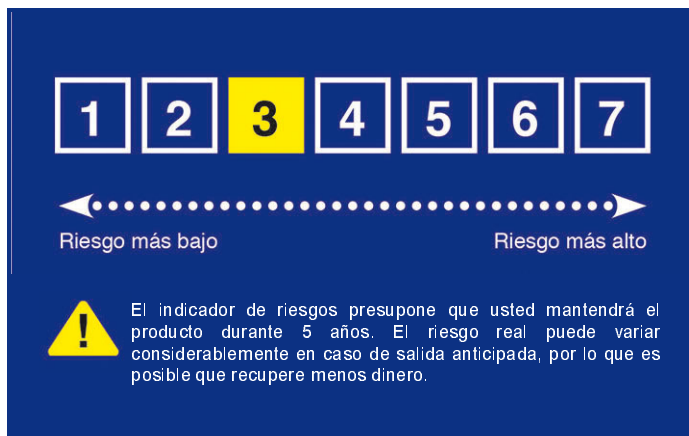 1 2 3 4 5 6 7
Riesgo más bajo Riesgo más alto
! El indicador de riesgos presupone que usted mantendrá el
producto durante 5 años. El riesgo real puede variar
considerablemente en caso de salida anticipada, por lo que es
posible que recupere menos dinero.